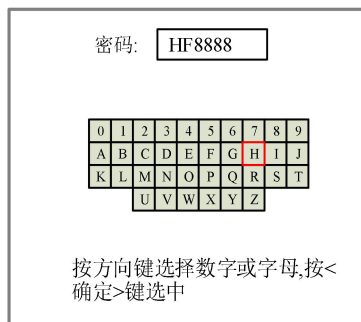 密码: HF8888
0 1 2 3 4 5 6 7 8 9
A B C D E F G H I J
K L M N O P Q R S T
U V W X Y Z
按方向键选择数字或字母,按<
确定>键选中